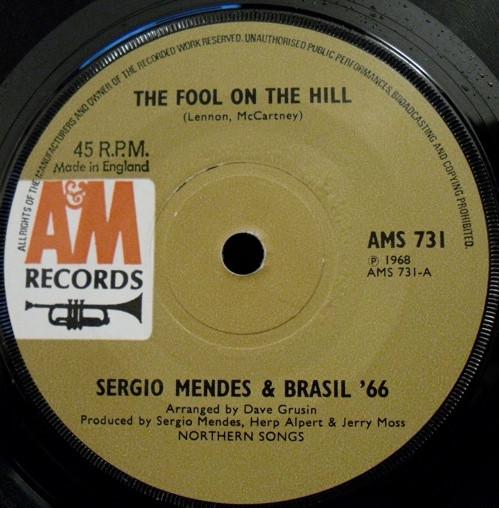 ALL RIGHTS OF THE MANUFACTURERS AND OWNER OF THE RECORDED WORK RESERVED. UNAUTHORISED PUBLIC PERFORMANCES, BROADCASTING AND COPYING PROHIBITED.
THE FOOL ON THE HILL
(Lennon, McCartney)
45 R.P.M.
Made in England
A&M
RECORDS
AMS 731
Ⓟ 1968
AMS 731-A
SERGIO MENDES & BRASIL '66
Arranged by Dave Grusin
Produced by Sergio Mendes, Herp Alpert & Jerry Moss
NORTHERN SONGS